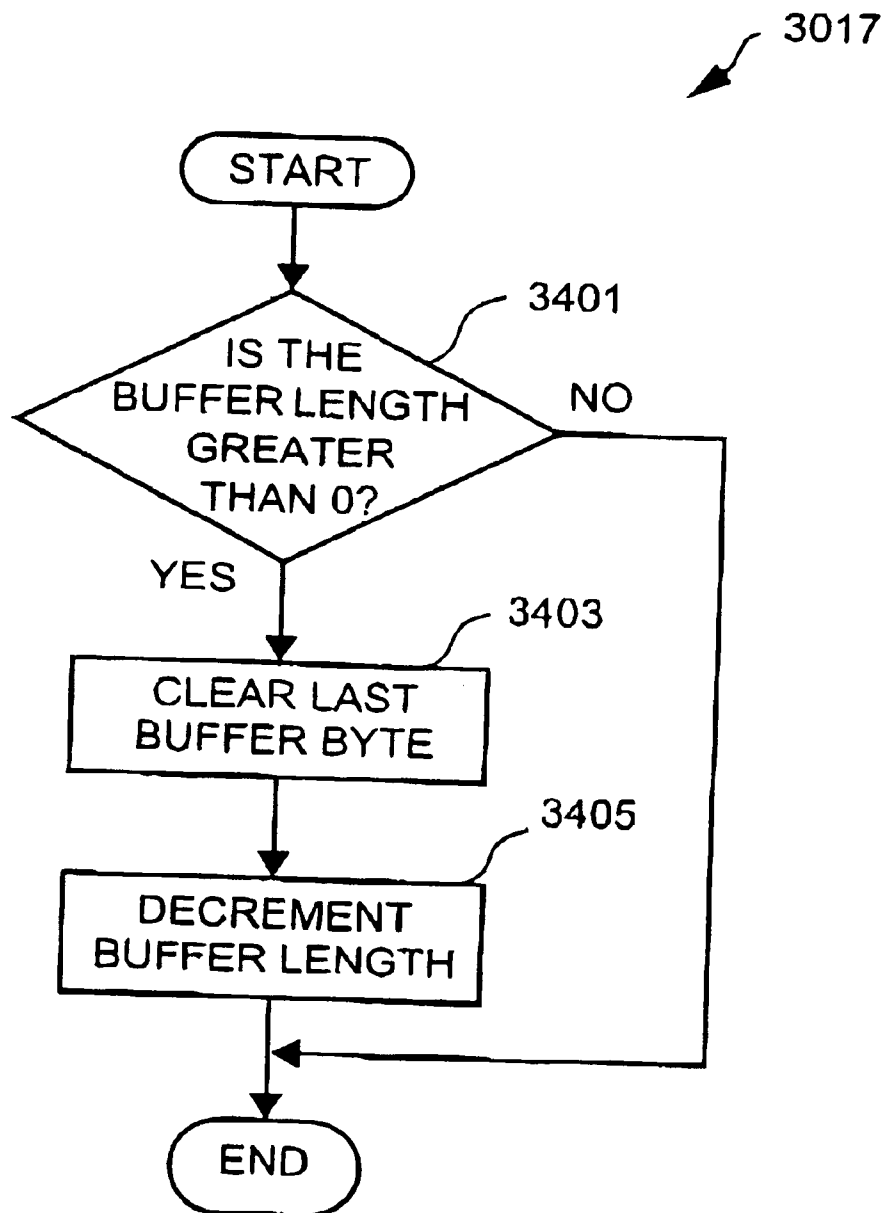 3017
START
3401
IS THE
BUFFER LENGTH
GREATER
THAN 0?
NO
YES
3403
CLEAR LAST
BUFFER BYTE
3405
DECREMENT
BUFFER LENGTH
END